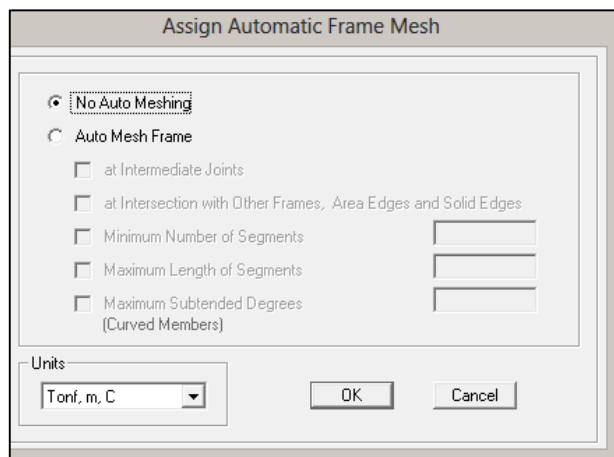 Assign Automatic Frame Mesh
No Auto Meshing
Auto Mesh Frame
at Intermediate Joints
at Intersection with Other Frames, Area Edges and Solid Edges
Minimum Number of Segments
Maximum Length of Segments
Maximum Subtended Degrees
(Curved Members)
Units
Tonf, m, C
OK
Cancel